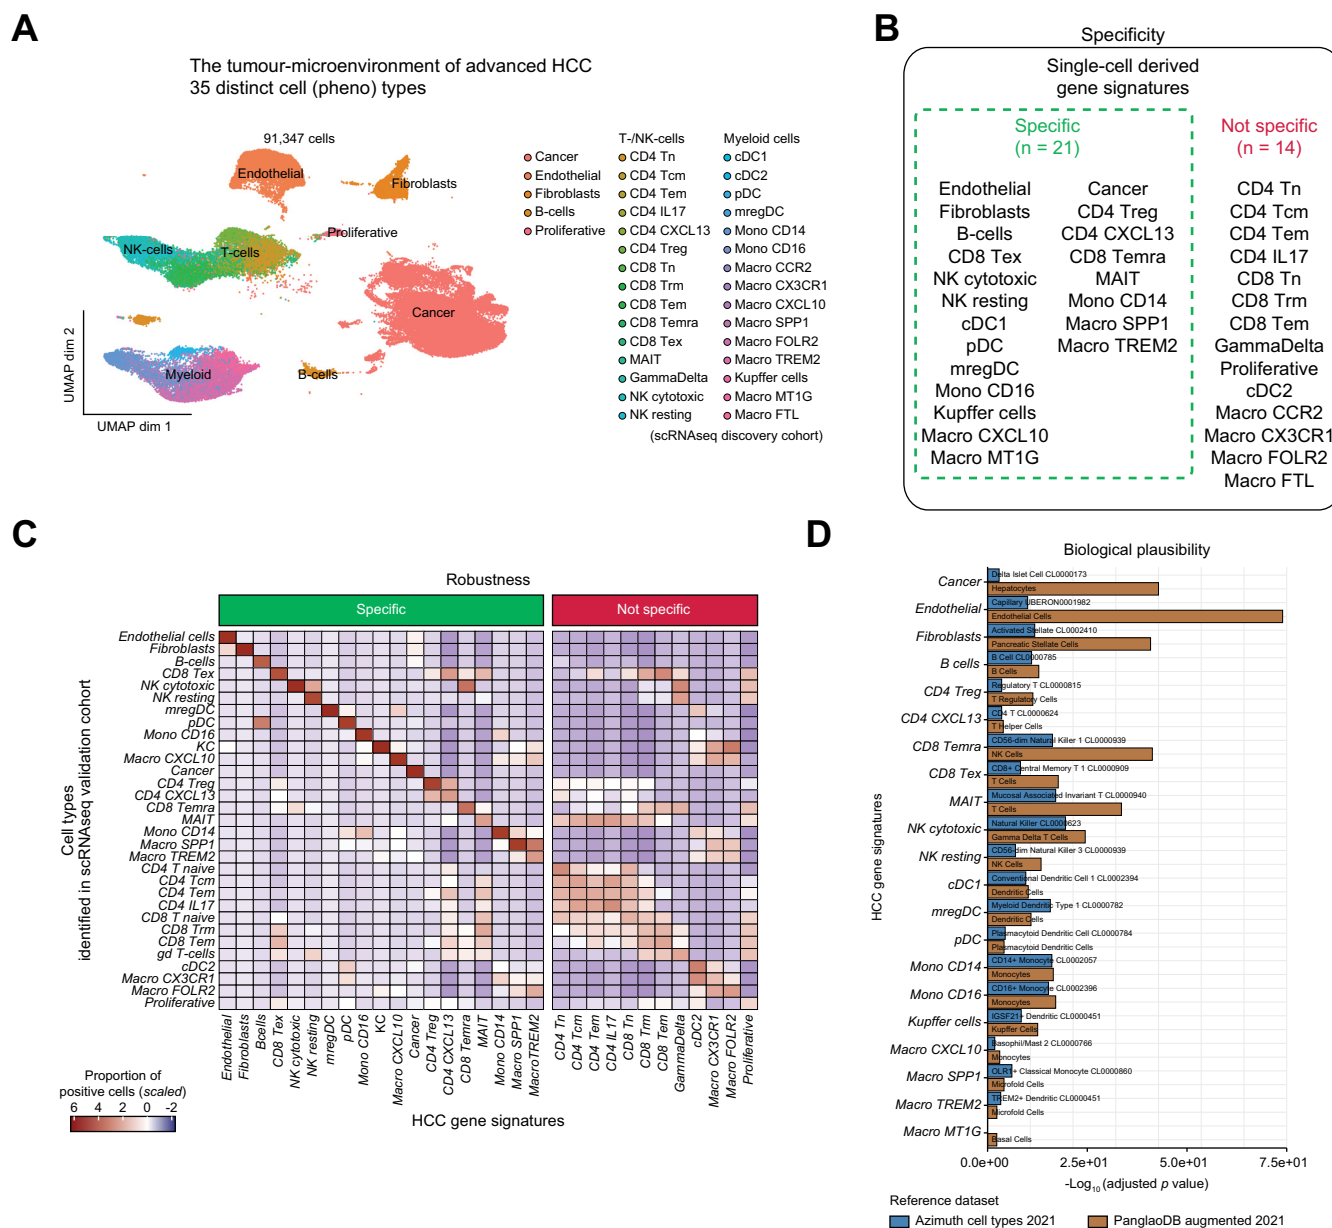 A
The tumour-microenvironment of advanced HCC
35 distinct cell (pheno) types
91,347 cells
Endothelial
Fibroblasts
Proliferative
NK-cells
T-cells
Cancer
Myeloid
B-cells
UMAP dim 2
UMAP dim 1
Cancer
Endothelial
Fibroblasts
B-cells
Proliferative
T-/NK-cells
CD4 Tn
CD4 Tcm
CD4 Tem
CD4 IL17
CD4 CXCL13
CD4 Treg
CD8 Tn
CD8 Trm
CD8 Tem
CD8 Temra
CD8 Tex
MAIT
GammaDelta
NK cytotoxic
NK resting
Myeloid cells
cDC1
cDC2
pDC
mregDC
Mono CD14
Mono CD16
Macro CCR2
Macro CX3CR1
Macro CXCL10
Macro SPP1
Macro FOLR2
Macro TREM2
Kupffer cells
Macro MT1G
Macro FTL
(scRNAseq discovery cohort)
B
Specificity
Single-cell derived
gene signatures
Specific
(n = 21)
Endothelial
Fibroblasts
B-cells
CD8 Tex
NK cytotoxic
NK resting
cDC1
pDC
mregDC
Mono CD16
Kupffer cells
Macro CXCL10
Macro MT1G
Cancer
CD4 Treg
CD4 CXCL13
CD8 Temra
MAIT
Mono CD14
Macro SPP1
Macro TREM2
Not specific
(n = 14)
CD4 Tn
CD4 Tcm
CD4 Tem
CD4 IL17
CD8 Tn
CD8 Trm
CD8 Tem
GammaDelta
Proliferative
cDC2
Macro CCR2
Macro CX3CR1
Macro FOLR2
Macro FTL
C
Robustness
Specific
Not specific
Cell types
identified in scRNAseq validation cohort
Endothelial cells
Fibroblasts
B-cells
CD8 Tex
NK cytotoxic
NK resting
mregDC
pDC
Mono CD16
KC
Macro CXCL10
Cancer
CD4 Treg
CD4 CXCL13
CD8 Temra
MAIT
Mono CD14
Macro SPP1
Macro TREM2
CD4 T naive
CD4 Tcm
CD4 Tem
CD4 IL17
CD8 T naive
CD8 Trm
CD8 Tem
gd T-cells
cDC2
Macro CX3CR1
Macro FOLR2
Proliferative
Endothelial
Fibroblasts
Bcells
CD8 Tex
NK cytotoxic
NK resting
mregDC
pDC
Mono CD16
KC
Macro CXCL10
Cancer
CD4 Treg
CD4 CXCL13
CD8 Temra
MAIT
Mono CD14
Macro SPP1
MacroTREM2
CD4 Tn
CD4 Tcm
CD4 Tem
CD4 IL17
CD8 Tn
CD8 Trm
CD8 Tem
GammaDelta
cDC2
Macro CX3CR1
Macro FOLR2
Proliferative
HCC gene signatures
Proportion of
positive cells (scaled)
6 4 2 0 -2
D
Biological plausibility
HCC gene signatures
Cancer
Delta Islet Cell CL0000173
Hepatocytes
Endothelial
Capillary UBERON0001982
Endothelial Cells
Fibroblasts
Activated Stellate CL0002410
Pancreatic Stellate Cells
B cells
B Cell CL0000785
B Cells
CD4 Treg
Regulatory T CL0000815
T Regulatory Cells
CD4 CXCL13
CD4 T CL0000624
T Helper Cells
CD8 Temra
CD56-dim Natural Killer 1 CL0000939
NK Cells
CD8 Tex
CD8+ Central Memory T 1 CL0000909
T Cells
MAIT
Mucosal Associated Invariant T CL0000940
T Cells
NK cytotoxic
Natural Killer CL0000623
Gamma Delta T Cells
NK resting
CD56-dim Natural Killer 3 CL0000939
NK Cells
cDC1
Conventional Dendritic Cell 1 CL0002394
Dendritic Cells
mregDC
Myeloid Dendritic Type 1 CL0000782
Dendritic Cells
pDC
Plasmacytoid Dendritic Cell CL0000784
Plasmacytoid Dendritic Cells
Mono CD14
CD14+ Monocyte CL0002057
Monocytes
Mono CD16
CD16+ Monocyte CL0002396
Monocytes
Kupffer cells
IGSF21+ Dendritic CL0000451
Kupffer Cells
Macro CXCL10
Basophil/Mast 2 CL0000766
Monocytes
Macro SPP1
OLR1+ Classical Monocyte CL0000860
Microfold Cells
Macro TREM2
TREM2+ Dendritic CL0000451
Microfold Cells
Macro MT1G
Basal Cells
0.0e+00 2.5e+01 5.0e+01 7.5e+01
-Log10 (adjusted p value)
Reference dataset
Azimuth cell types 2021
PanglaoDB augmented 2021